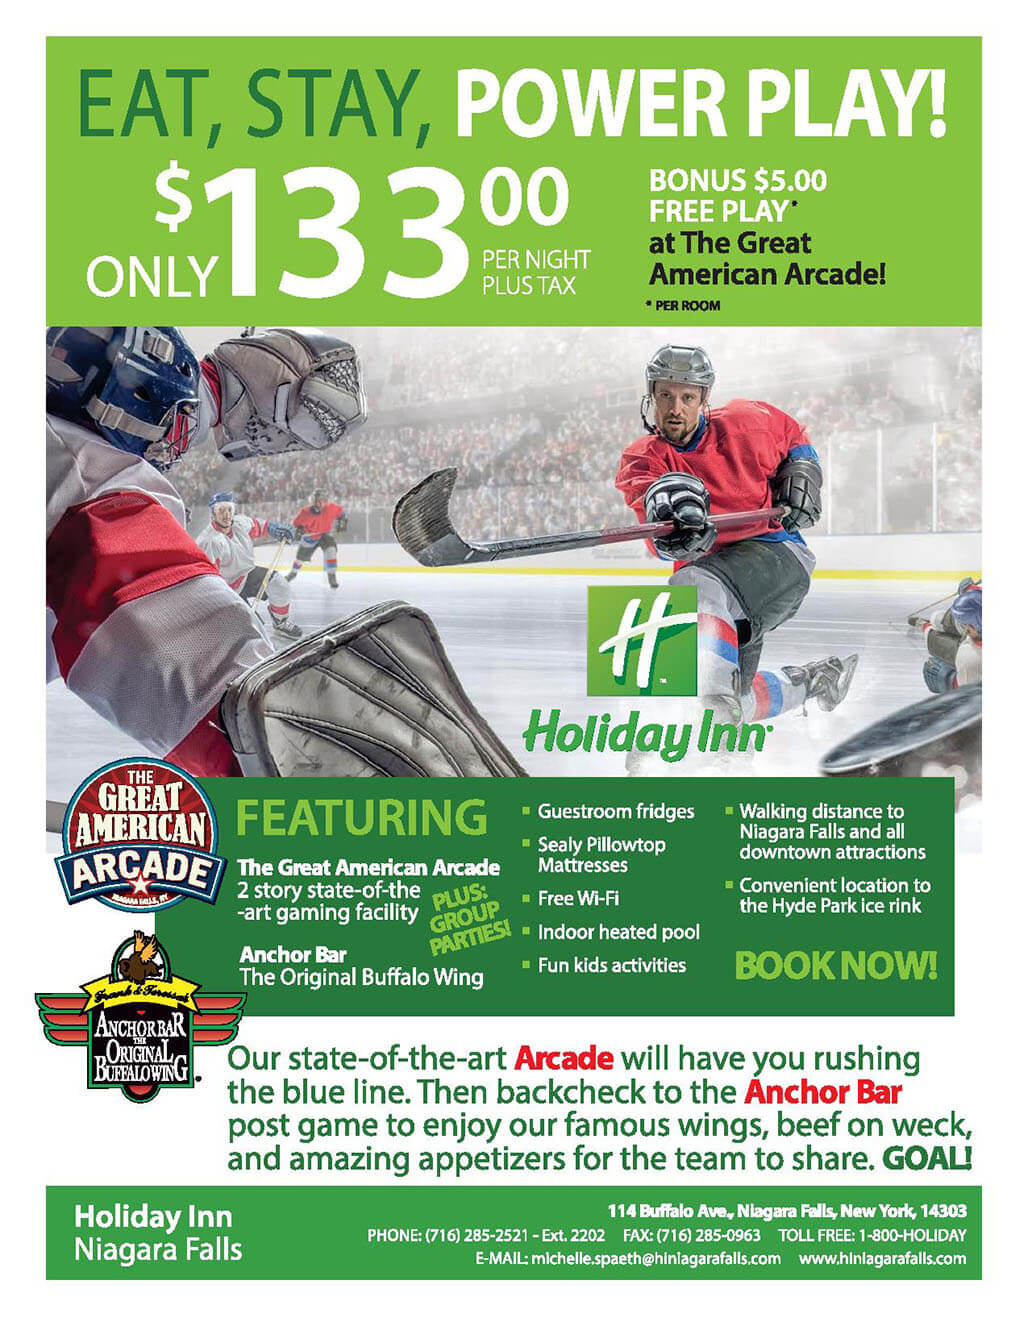 EAT, STAY, POWER PLAY!
ONLY $133 00
PER NIGHT
PLUS TAX
BONUS $5.00
FREE PLAY*
at The Great
American Arcade!
* PER ROOM
H
™
Holiday Inn®
THE
GREAT
AMERICAN
ARCADE
NIAGARA FALLS, NY.
FEATURING
The Great American Arcade
2 story state-of-the
-art gaming facility
PLUS:
GROUP
PARTIES!
Anchor Bar
The Original Buffalo Wing
▪ Guestroom fridges
▪ Sealy Pillowtop
Mattresses
▪ Free Wi-Fi
▪ Indoor heated pool
▪ Fun kids activities
▪ Walking distance to
Niagara Falls and all
downtown attractions
▪ Convenient location to
the Hyde Park ice rink
BOOK NOW!
Frank & Teressa's
ANCHOR BAR
THE
ORIGINAL
BUFFALO WING
Our state-of-the-art Arcade will have you rushing
the blue line. Then backcheck to the Anchor Bar
post game to enjoy our famous wings, beef on weck,
and amazing appetizers for the team to share. GOAL!
Holiday Inn
Niagara Falls
114 Buffalo Ave., Niagara Falls, New York, 14303
PHONE: (716) 285-2521 - Ext. 2202 FAX: (716) 285-0963 TOLL FREE: 1-800-HOLIDAY
E-MAIL: michelle.spaeth@hiniagarafalls.com www.hiniagarafalls.com